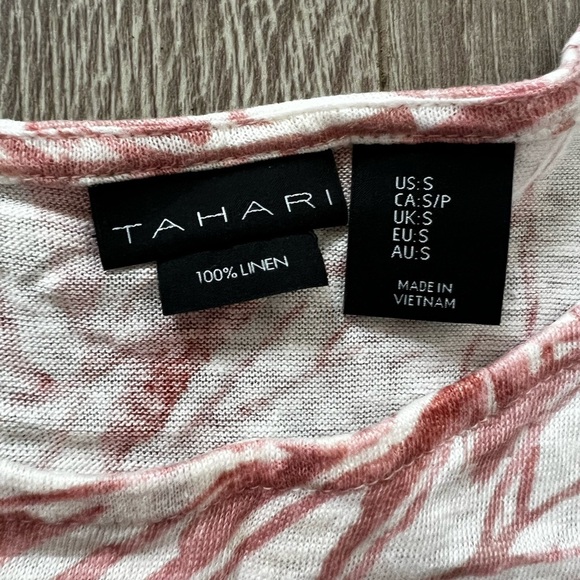 TAHARI
100% LINEN
US:S
CA:S/P
UK:S
EU:S
AU:S
MADE IN
VIETNAM